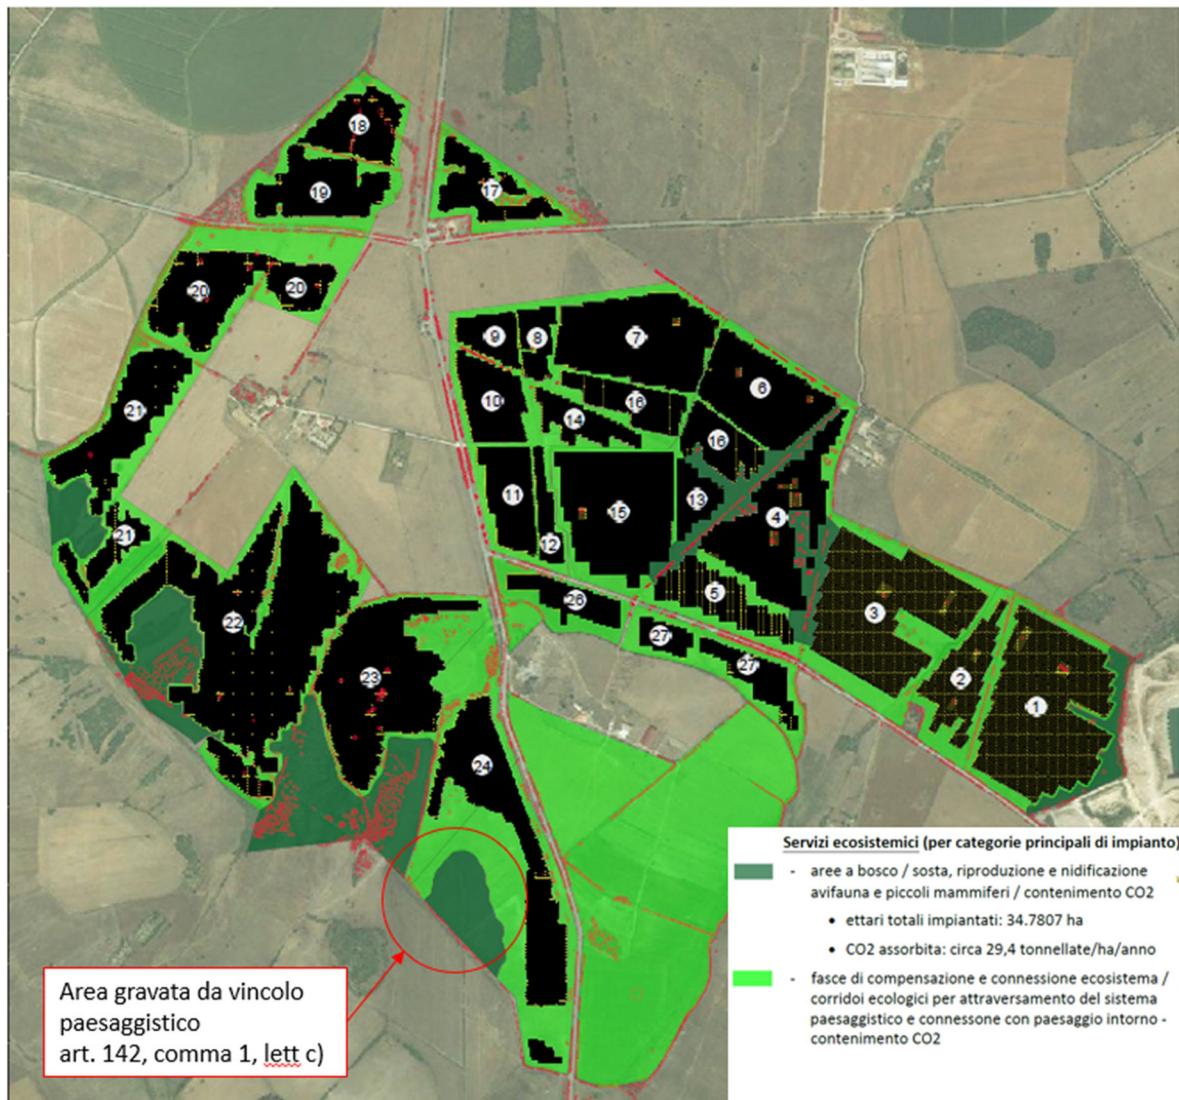 18
19
17
20
20
9
8
7
6
21
10
16
14
16
11
13
15
4
21
12
5
26
3
22
27
27
23
2
1
24
Servizi ecosistemici (per categorie principali di impianto)
- aree a bosco / sosta, riproduzione e nidificazione
avifauna e piccoli mammiferi / contenimento CO2
• ettari totali impiantati: 34.7807 ha
• CO2 assorbita: circa 29,4 tonnellate/ha/anno
- fasce di compensazione e connessione ecosistema /
corridoi ecologici per attraversamento del sistema
paesaggistico e connessone con paesaggio intorno -
contenimento CO2
Area gravata da vincolo
paesaggistico
art. 142, comma 1, lett c)